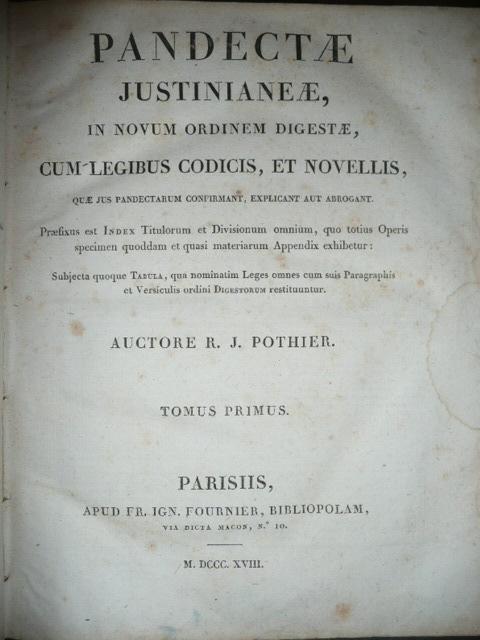 PANDECTÆ
JUSTINIANEÆ,
IN NOVUM ORDINEM DIGESTÆ,
CUM LEGIBUS CODICIS, ET NOVELLIS,
QUÆ JUS PANDECTARUM CONFIRMANT, EXPLICANT AUT ABROGANT.
Præfixus est INDEX Titulorum et Divisionum omnium, quo totius Operis
specimen quoddam et quasi materiarum Appendix exhibetur:
Subjecta quoque TABULA, qua nominatim Leges omnes cum suis Paragraphis
et Versiculis ordini DIGESTORUM restituuntur.
AUCTORE R. J. POTHIER.
TOMUS PRIMUS.
PARISIIS,
APUD FR. IGN. FOURNIER, BIBLIOPOLAM,
VIA DICTA MACON, N.° 10.
M. DCCC. XVIII.